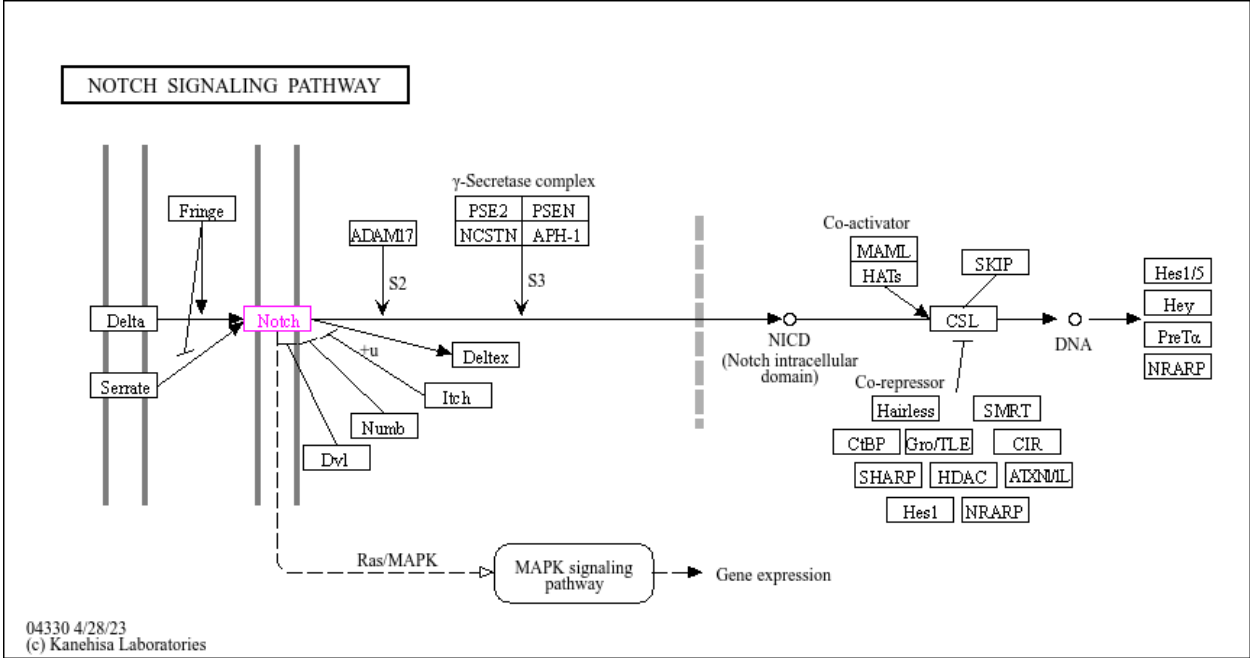 NOTCH SIGNALING PATHWAY
γ-Secretase complex
Fringe
PSE2
PSEN
ADAM17
NCSTN
APH-1
Co-activator
MAML
HATs
SKIP
Hes1/5
S2
S3
Hey
Delta
Notch
CSL
NICD
(Notch intracellular
domain)
DNA
PreTα
NRARP
+u
Deltex
Serrate
Itch
Numb
Dvl
Co-repressor
Hairless
SMRT
CtBP
Gro/TLE
CIR
SHARP
HDAC
ATXN1/1L
Hes1
NRARP
Ras/MAPK
MAPK signaling
pathway
Gene expression
04330 4/28/23
(c) Kanehisa Laboratories